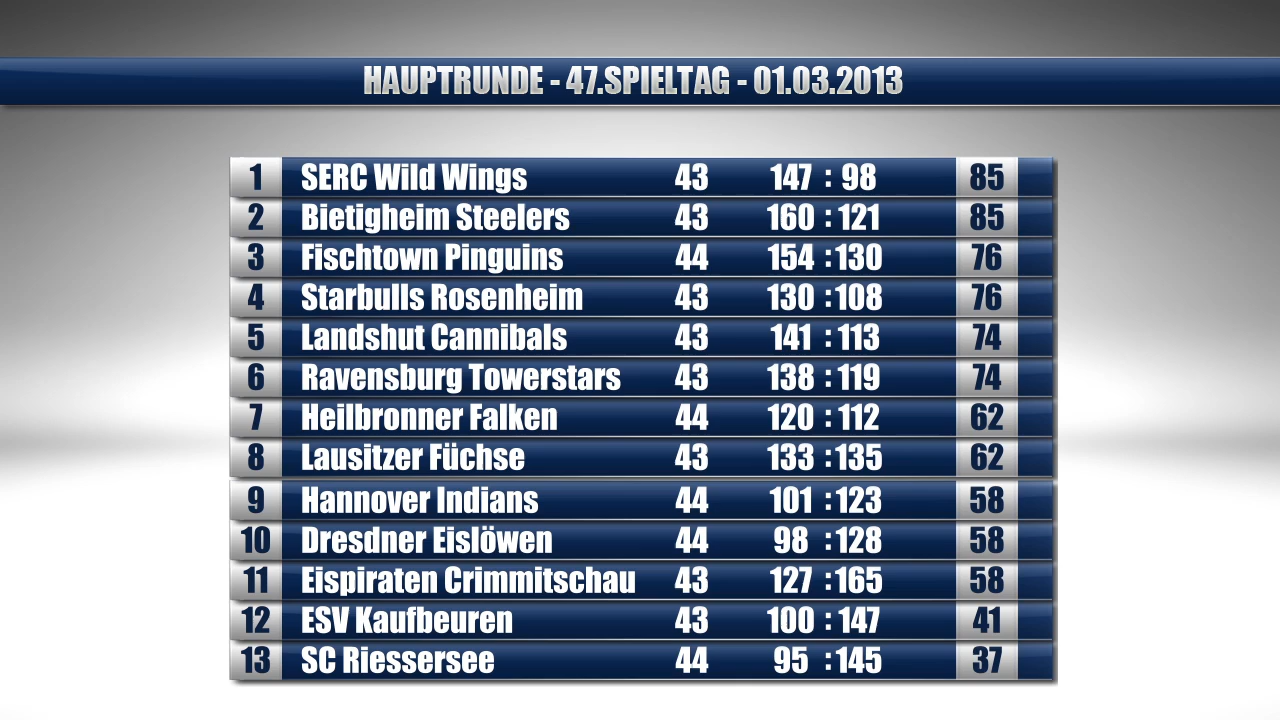 HAUPTRUNDE - 47.SPIELTAG - 01.03.2013
1 SERC Wild Wings 43 147 : 98 85
2 Bietigheim Steelers 43 160 : 121 85
3 Fischtown Pinguins 44 154 : 130 76
4 Starbulls Rosenheim 43 130 : 108 76
5 Landshut Cannibals 43 141 : 113 74
6 Ravensburg Towerstars 43 138 : 119 74
7 Heilbronner Falken 44 120 : 112 62
8 Lausitzer Füchse 43 133 : 135 62
9 Hannover Indians 44 101 : 123 58
10 Dresdner Eislöwen 44 98 : 128 58
11 Eispiraten Crimmitschau 43 127 : 165 58
12 ESV Kaufbeuren 43 100 : 147 41
13 SC Riessersee 44 95 : 145 37